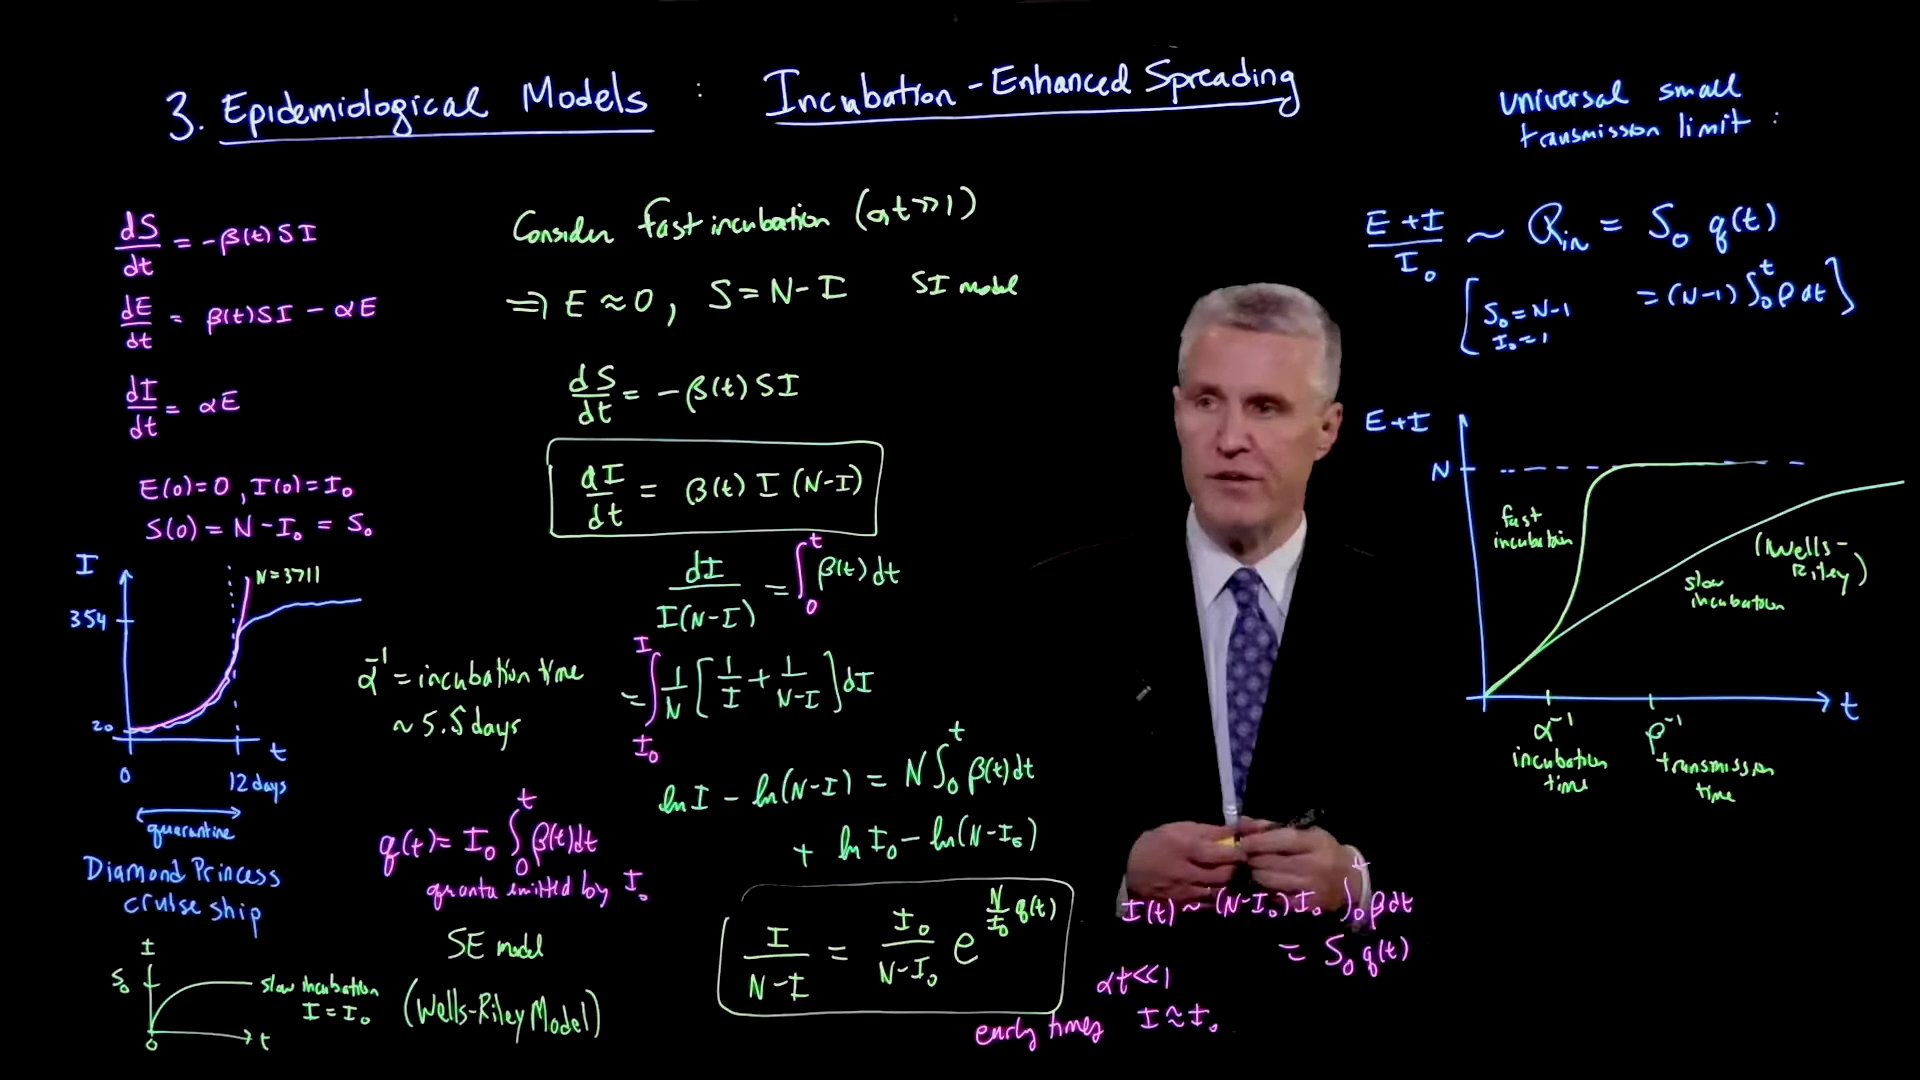 3. Epidemiological Models : Incubation-Enhanced Spreading
universal small
transmission limit :
dS/dt = -β(t) S I
dE/dt = β(t) S I - αE
dI/dt = αE
E(0)=0, I(0)=I₀
S(0) = N - I₀ = S₀
I
N=3711
354
20
0
12 days
t
quarantine
Diamond Princess
cruise ship
I
S₀
slow incubation
I = I₀
0
t
α⁻¹ = incubation time
~ 5.5 days
q(t) = I₀ ∫₀ᵗ β(t)dt
quanta emitted by I₀
SE model
(Wells-Riley Model)
Consider fast incubation (αt >> 1)
⇒ E ≈ 0, S = N - I SI model
dS/dt = -β(t) S I
dI/dt = β(t) I (N-I)
dI/I(N-I) = ∫₀ᵗ β(t) dt
= ∫_{I₀}^{I} 1/N [1/I + 1/N-I] dI
ln I - ln(N-I) = N ∫₀ᵗ β(t)dt
+ ln I₀ - ln(N-I₀)
I/N-I = I₀/N-I₀ e^{N/I₀ q(t)}
I(t) ~ (N-I₀) I₀ ∫₀ᵗ β dt
= S₀ q(t)
αt << 1
early times I ≈ I₀
E+I/I₀ ~ R_in = S₀ q(t)
[S₀ = N-1 = (N-1) ∫₀ᵗ β dt]
I₀ = 1
E+I
N
fast
incubation
(Wells-
Riley)
slow
incubation
t
α⁻¹
incubation
time
β⁻¹
transmission
time